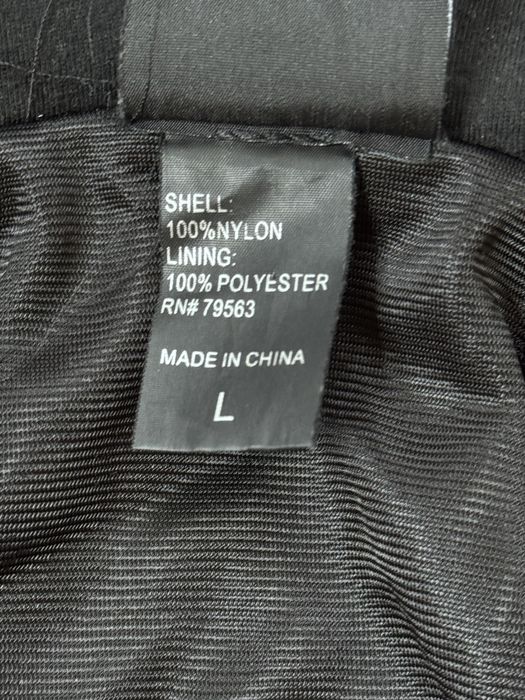 SHELL:
100%NYLON
LINING:
100% POLYESTER
RN# 79563
MADE IN CHINA
L